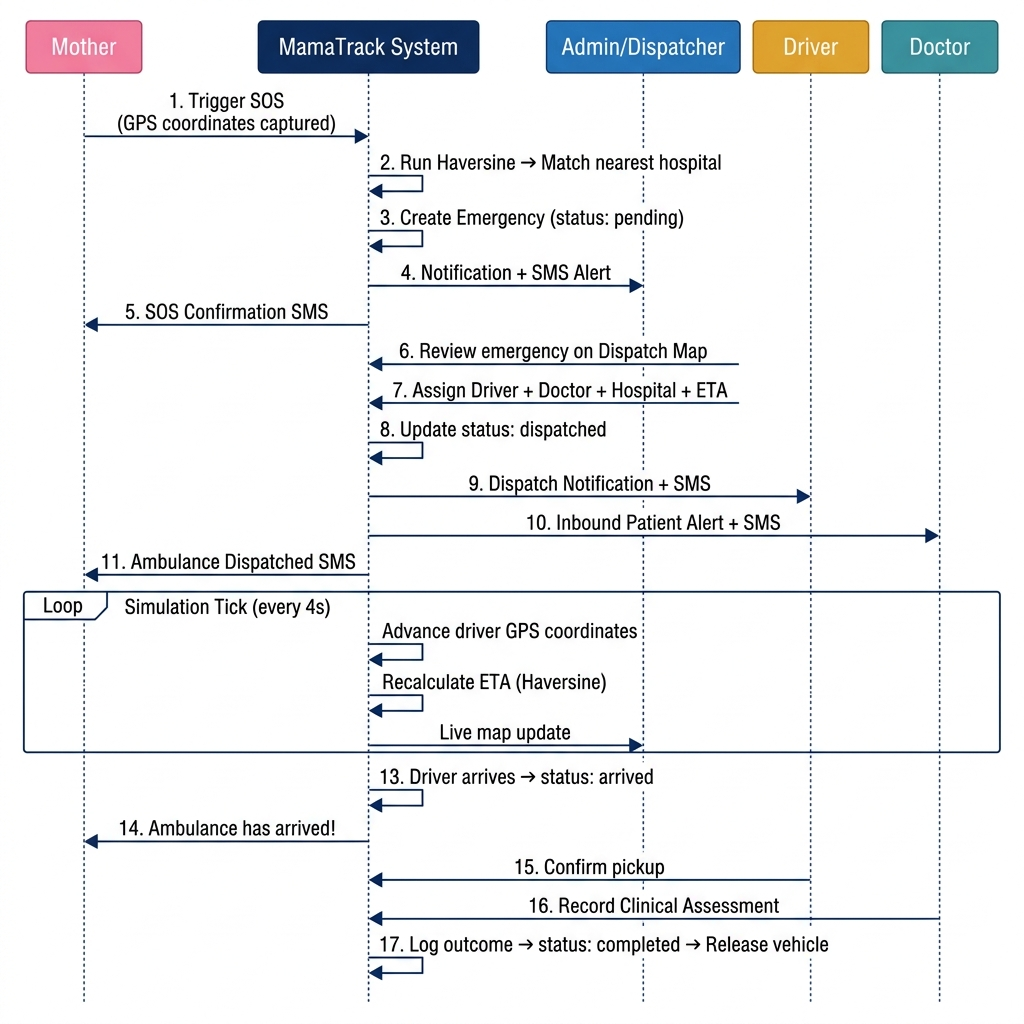 Mother
MamaTrack System
Admin/Dispatcher
Driver
Doctor
1. Trigger SOS
(GPS coordinates captured)
2. Run Haversine → Match nearest hospital
3. Create Emergency (status: pending)
4. Notification + SMS Alert
5. SOS Confirmation SMS
6. Review emergency on Dispatch Map
7. Assign Driver + Doctor + Hospital + ETA
8. Update status: dispatched
9. Dispatch Notification + SMS
10. Inbound Patient Alert + SMS
11. Ambulance Dispatched SMS
Loop
Simulation Tick (every 4s)
Advance driver GPS coordinates
Recalculate ETA (Haversine)
Live map update
13. Driver arrives → status: arrived
14. Ambulance has arrived!
15. Confirm pickup
16. Record Clinical Assessment
17. Log outcome → status: completed → Release vehicle